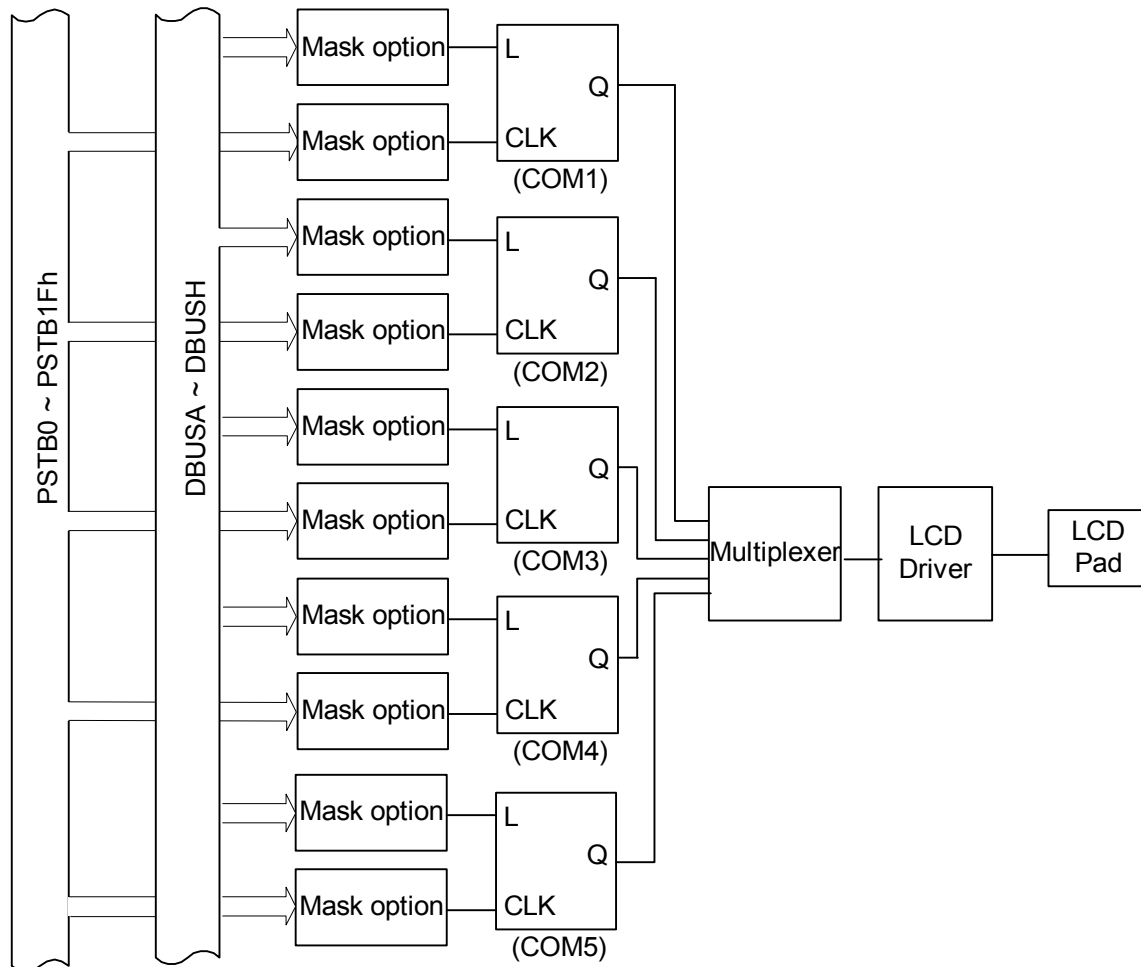 PSTB0 ~ PSTB1Fh
DBUSA ~ DBUSH
Mask option
L
Q
Mask option
CLK
(COM1)
Mask option
L
Q
Mask option
CLK
(COM2)
Mask option
L
Q
Mask option
CLK
(COM3)
Mask option
L
Q
Mask option
CLK
(COM4)
Mask option
L
Q
Mask option
CLK
(COM5)
Multiplexer
LCD
Driver
LCD
Pad